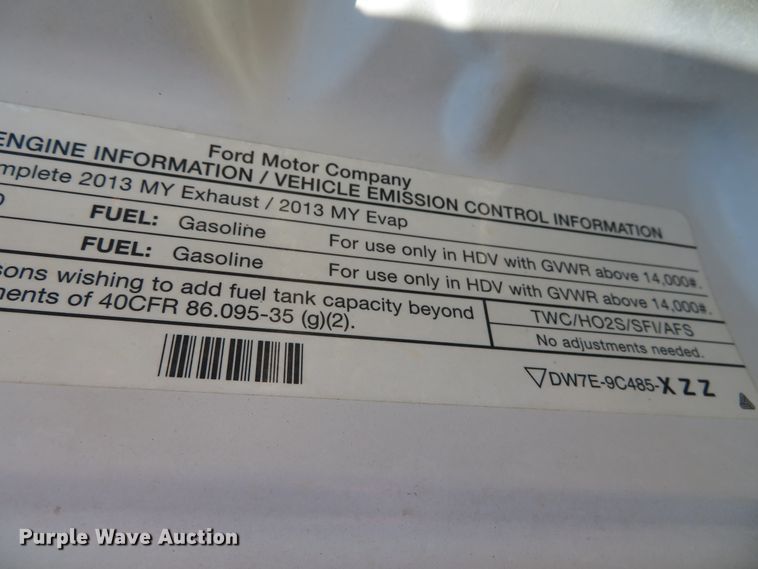 Ford Motor Company
ENGINE INFORMATION / VEHICLE EMISSION CONTROL INFORMATION
mplete 2013 MY Exhaust / 2013 MY Evap
FUEL: Gasoline For use only in HDV with GVWR above 14,000#.
FUEL: Gasoline For use only in HDV with GVWR above 14,000#.
sons wishing to add fuel tank capacity beyond
ments of 40CFR 86.095-35 (g)(2).
TWC/HO2S/SFI/AFS
No adjustments needed.
DW7E-9C485-XZZ
Purple Wave Auction